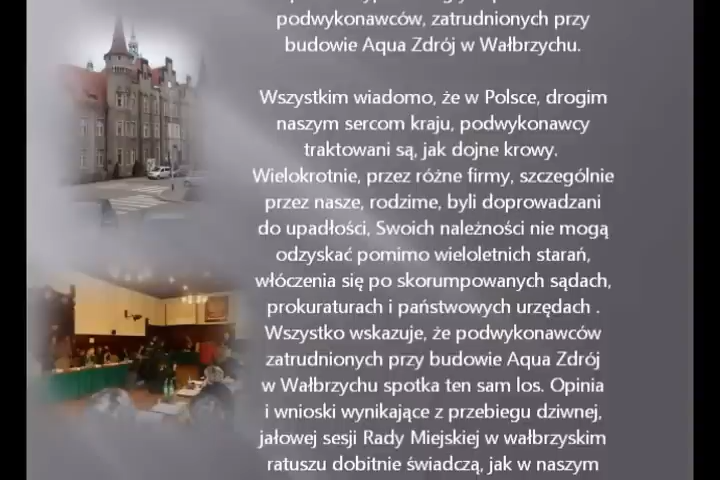 podwykonawców, zatrudnionych przy
budowie Aqua Zdrój w Wałbrzychu.
Wszystkim wiadomo, że w Polsce, drogim
naszym sercom kraju, podwykonawcy
traktowani są, jak dojne krowy.
Wielokrotnie, przez różne firmy, szczególnie
przez nasze, rodzime, byli doprowadzani
do upadłości, Swoich należności nie mogą
odzyskać pomimo wieloletnich starań,
włóczenia się po skorumpowanych sądach,
prokuraturach i państwowych urzędach .
Wszystko wskazuje, że podwykonawców
zatrudnionych przy budowie Aqua Zdrój
w Wałbrzychu spotka ten sam los. Opinia
i wnioski wynikające z przebiegu dziwnej,
jałowej sesji Rady Miejskiej w wałbrzyskim
ratuszu dobitnie świadczą, jak w naszym